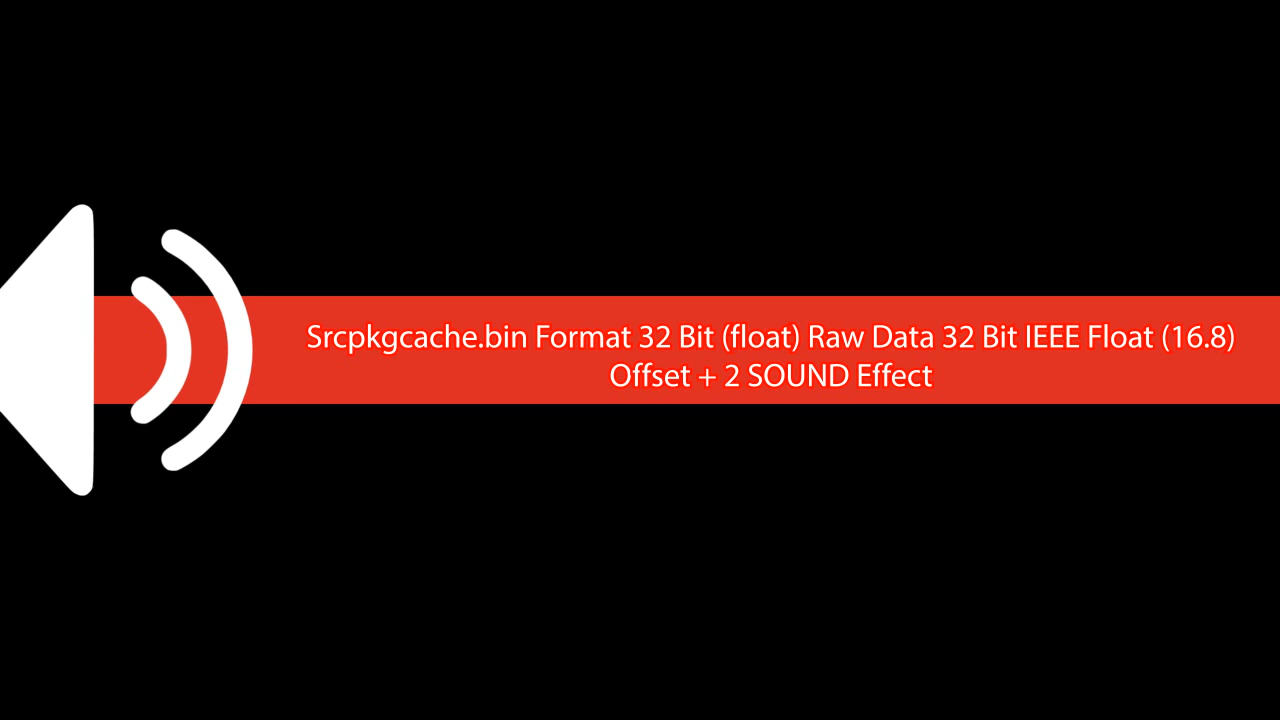 Srcpkgcache.bin Format 32 Bit (float) Raw Data 32 Bit IEEE Float (16.8)
Offset + 2 SOUND Effect